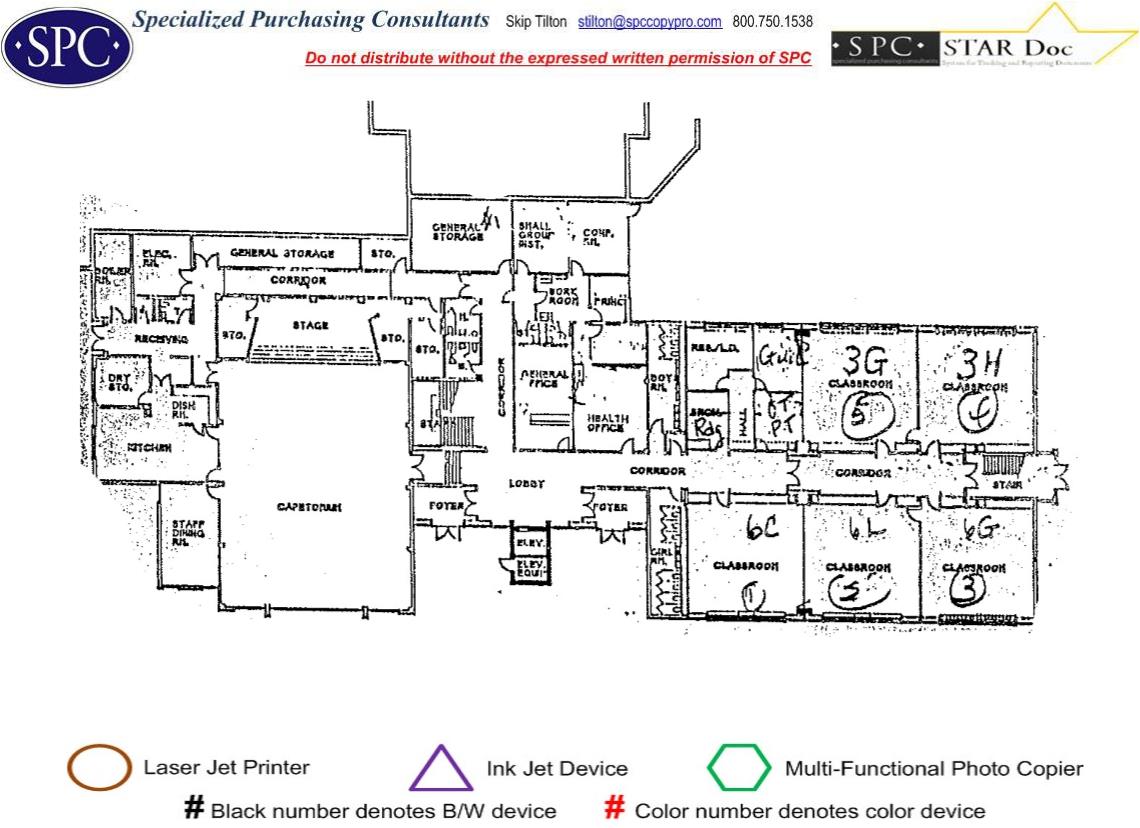 SPC
Specialized Purchasing Consultants Skip Tilton stilton@spccopypro.com 800.750.1538
Do not distribute without the expressed written permission of SPC
• SPC • STAR Doc
specialized purchasing consultants System for Tracking and Reporting Documents
GENERAL
STORAGE
#1
SMALL
GROUP
INST.
CONF.
RM.
BOILER
RM.
ELEC.
RM.
GENERAL STORAGE
STO.
CORRIDOR
WORK
ROOM
PRINC
RECEIVING
STO.
STAGE
STO.
STO.
DRY
STO.
DISH
RM.
KITCHEN
CORRIDOR
GENERAL
OFFICE
HEALTH
OFFICE
BOYS
RM.
RES./L.D.
Guid
3G
CLASSROOM
5
3H
CLASSROOM
4
Rdg
HALL
OT
PT
STAFF
DINING
RM.
CAFETORIUM
FOYER
LOBBY
FOYER
CORRIDOR
CORRIDOR
STAIR
ELEV.
ELEV.
EQUIP
GIRL
RM.
6C
CLASSROOM
1
6L
CLASSROOM
6G
CLASSROOM
3
Laser Jet Printer
Ink Jet Device
Multi-Functional Photo Copier
# Black number denotes B/W device
# Color number denotes color device